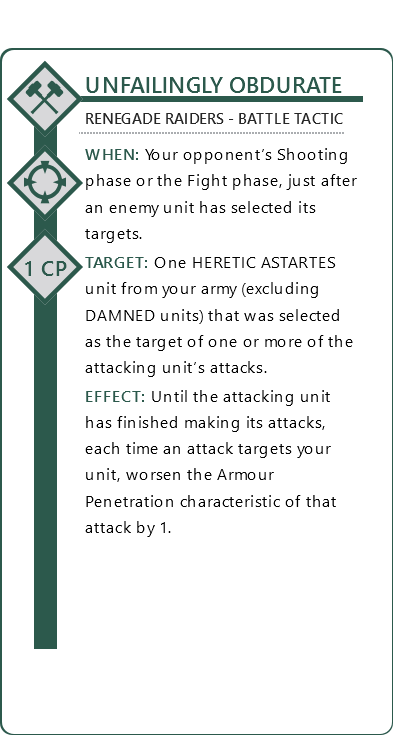 UNFAILINGLY OBDURATE
RENEGADE RAIDERS - BATTLE TACTIC
WHEN: Your opponent's Shooting
phase or the Fight phase, just after
an enemy unit has selected its
targets.
1 CP
TARGET: One HERETIC ASTARTES
unit from your army (excluding
DAMNED units) that was selected
as the target of one or more of the
attacking unit's attacks.
EFFECT: Until the attacking unit
has finished making its attacks,
each time an attack targets your
unit, worsen the Armour
Penetration characteristic of that
attack by 1.